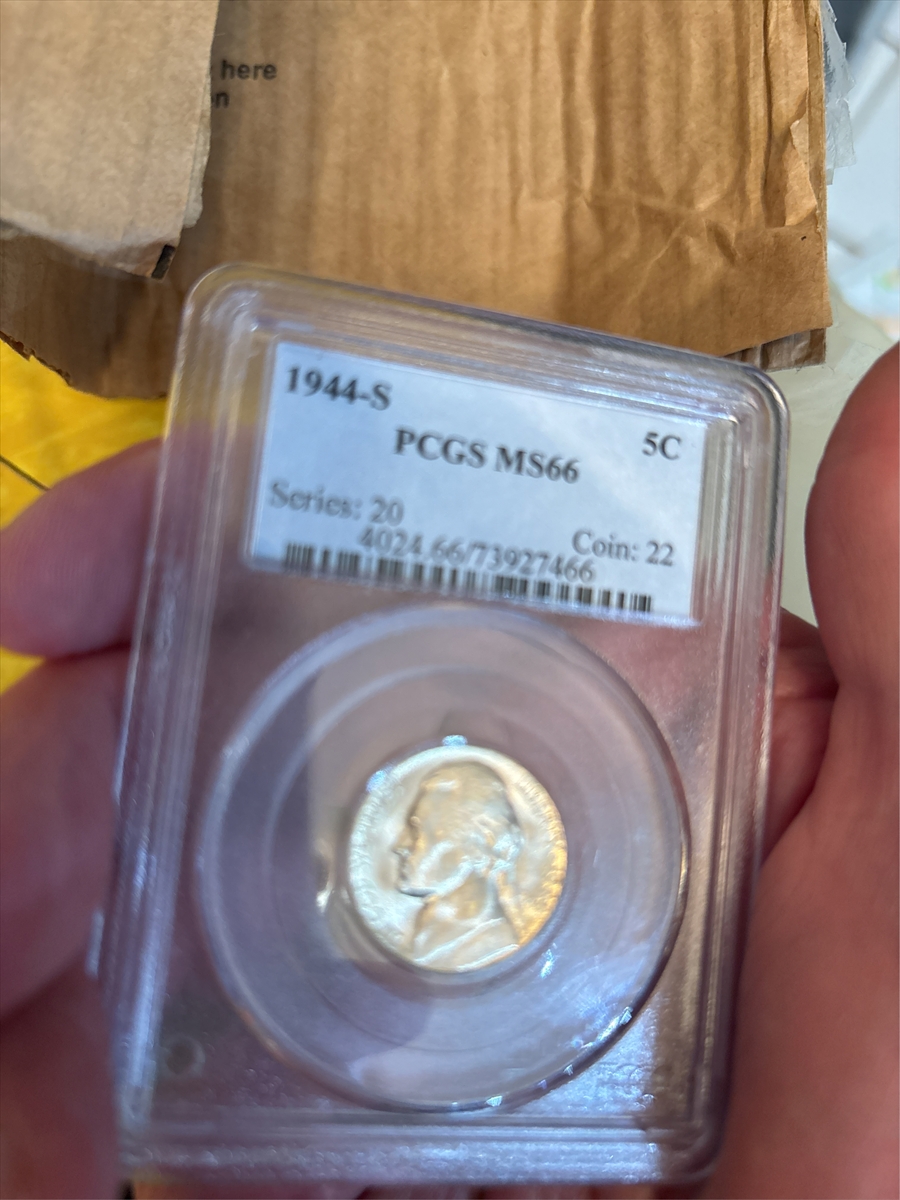 here
1944-S
5C
PCGS MS66
Series: 20
Coin: 22
4024.66/73927466